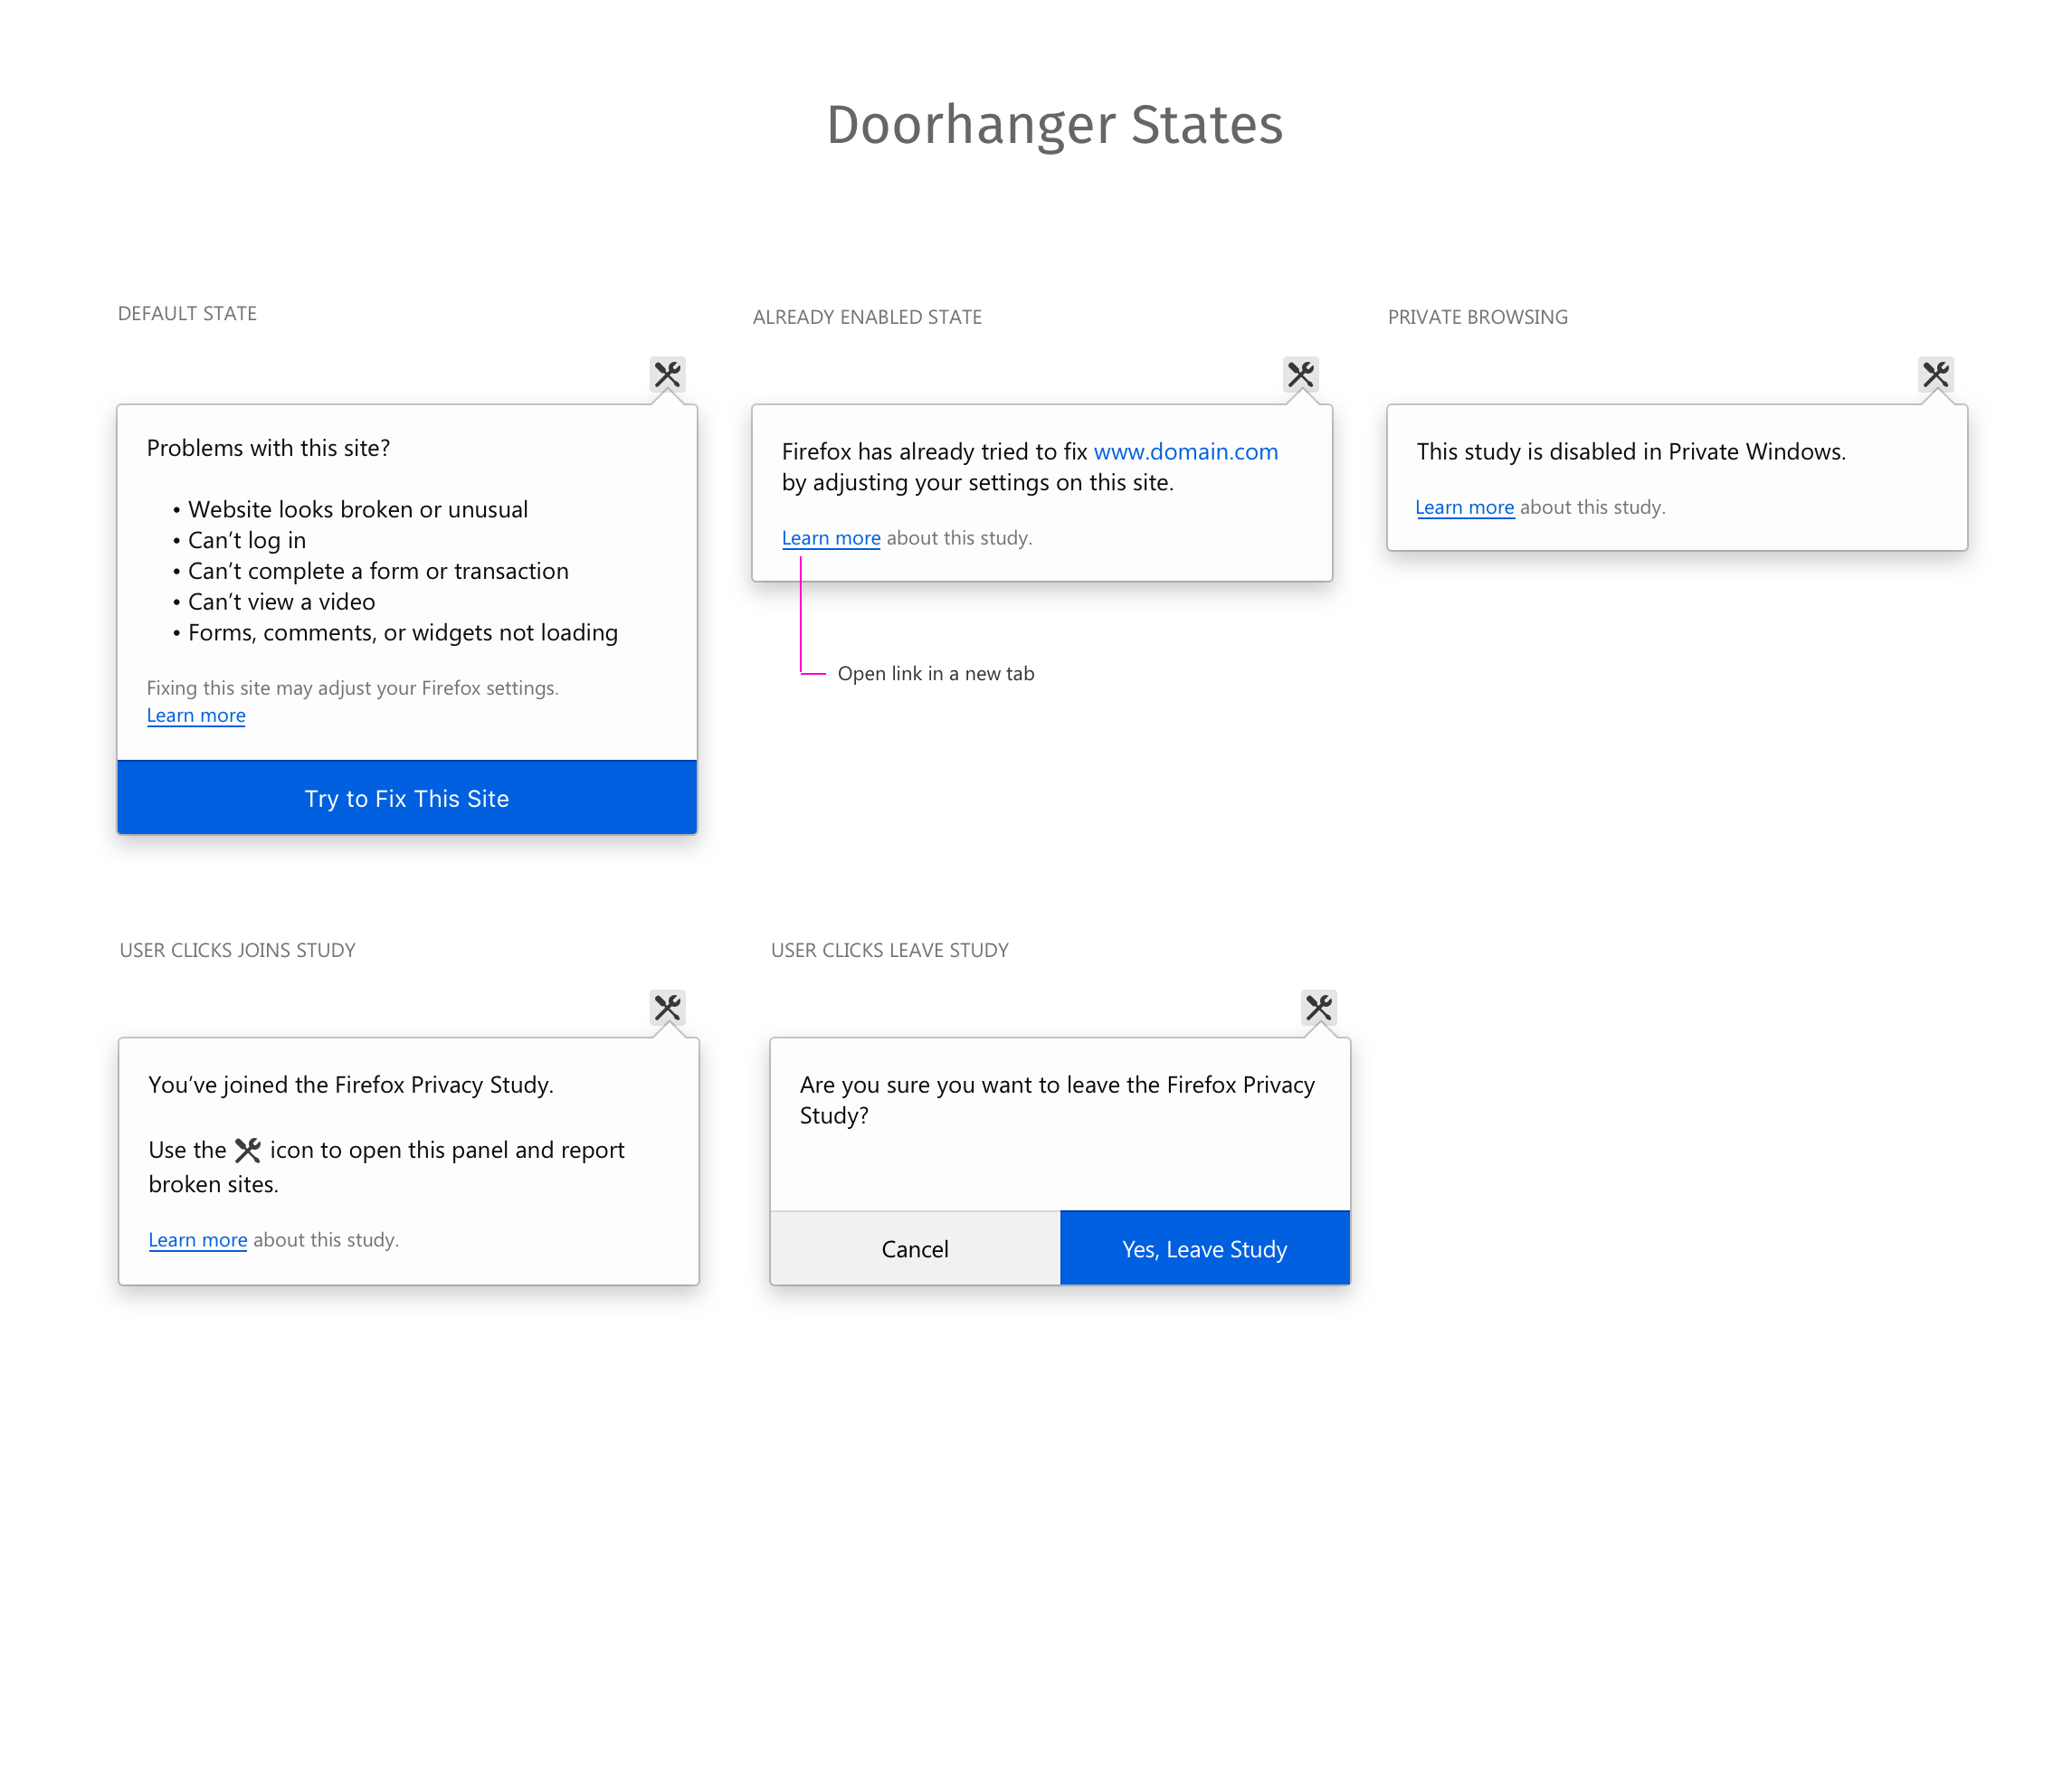 Doorhanger States
DEFAULT STATE
Problems with this site?
• Website looks broken or unusual
• Can’t log in
• Can’t complete a form or transaction
• Can’t view a video
• Forms, comments, or widgets not loading
Fixing this site may adjust your Firefox settings.
Learn more
Try to Fix This Site
ALREADY ENABLED STATE
Firefox has already tried to fix www.domain.com
by adjusting your settings on this site.
Learn more about this study.
Open link in a new tab
PRIVATE BROWSING
This study is disabled in Private Windows.
Learn more about this study.
USER CLICKS JOINS STUDY
You’ve joined the Firefox Privacy Study.
Use the icon to open this panel and report
broken sites.
Learn more about this study.
USER CLICKS LEAVE STUDY
Are you sure you want to leave the Firefox Privacy
Study?
Cancel
Yes, Leave Study